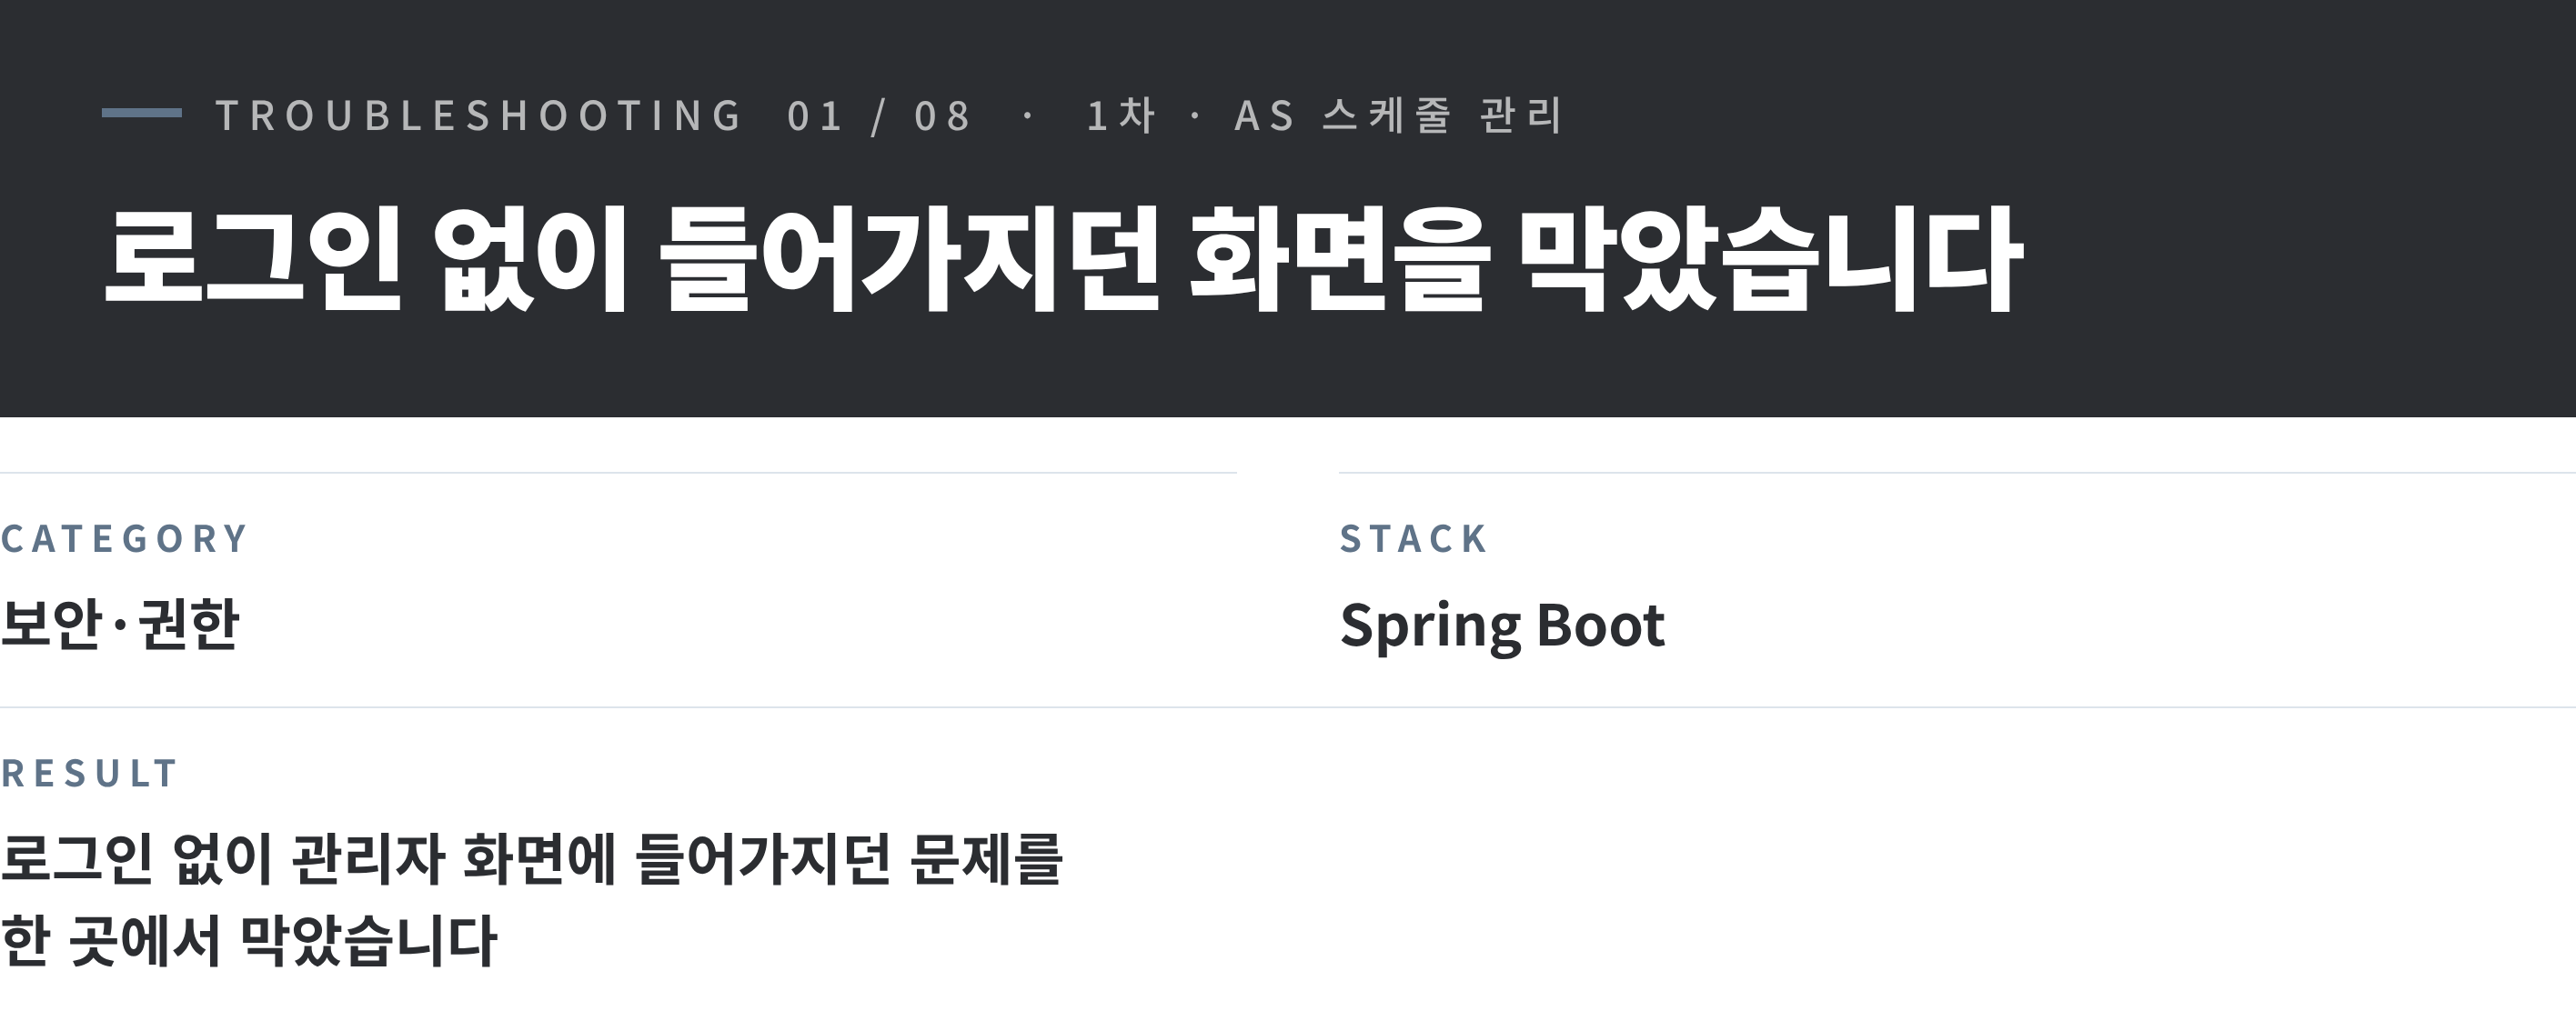 TROUBLESHOOTING 01 / 08 · 1차 · AS 스케줄 관리
로그인 없이 들어가지던 화면을 막았습니다
CATEGORY
보안·권한
STACK
Spring Boot
RESULT
로그인 없이 관리자 화면에 들어가지던 문제를
한 곳에서 막았습니다